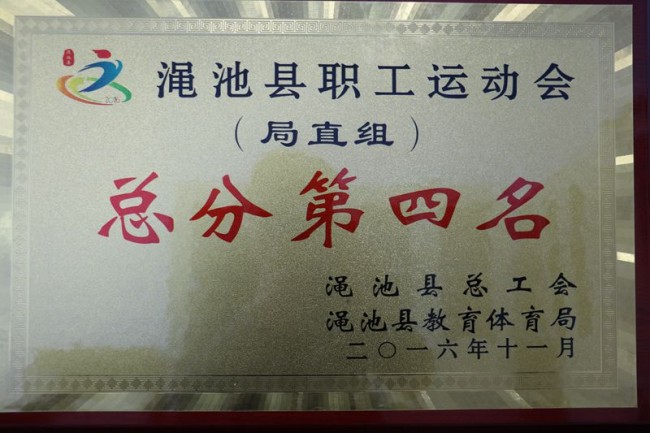 渑池县职工运动会
（局直组）
总分第四名
渑池县总工会
渑池县教育体育局
二〇一六年十一月